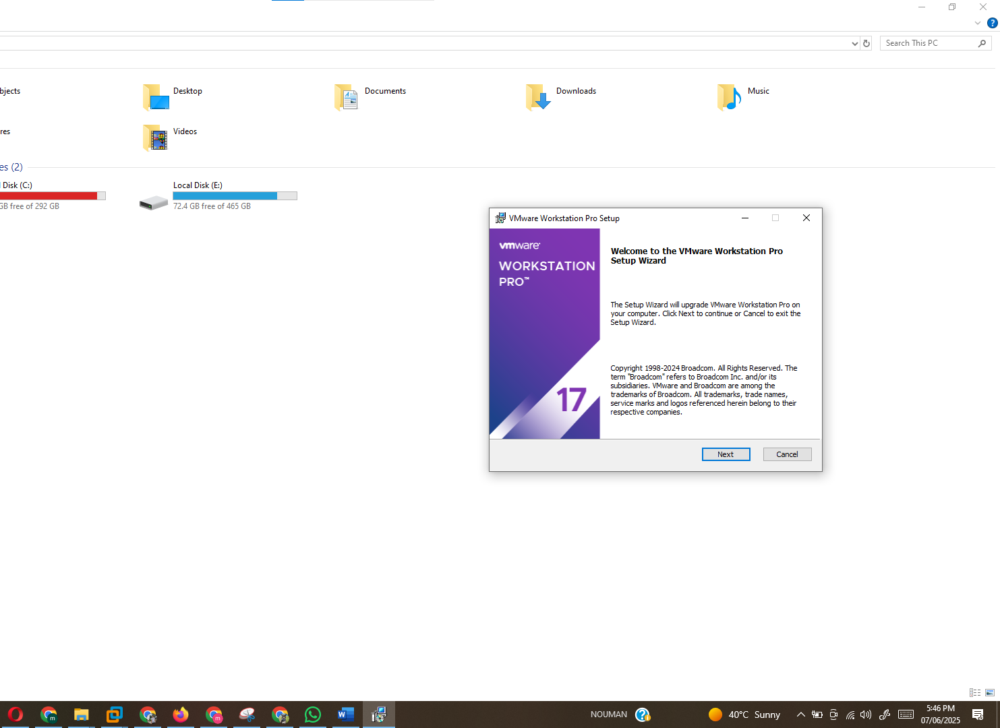 Search This PC
bjects
Desktop
Documents
Downloads
Music
res
Videos
es (2)
Disk (C:)
Local Disk (E:)
GB free of 292 GB
72.4 GB free of 465 GB
VMware Workstation Pro Setup
vmware
WORKSTATION
PRO™
17
Welcome to the VMware Workstation Pro
Setup Wizard
The Setup Wizard will upgrade VMware Workstation Pro on
your computer. Click Next to continue or Cancel to exit the
Setup Wizard.
Copyright 1998-2024 Broadcom. All Rights Reserved. The
term "Broadcom" refers to Broadcom Inc. and/or its
subsidiaries. VMware and Broadcom are among the
trademarks of Broadcom. All trademarks, trade names,
service marks and logos referenced herein belong to their
respective companies.
Next
Cancel
NOUMAN
40°C Sunny
5:46 PM
07/06/2025